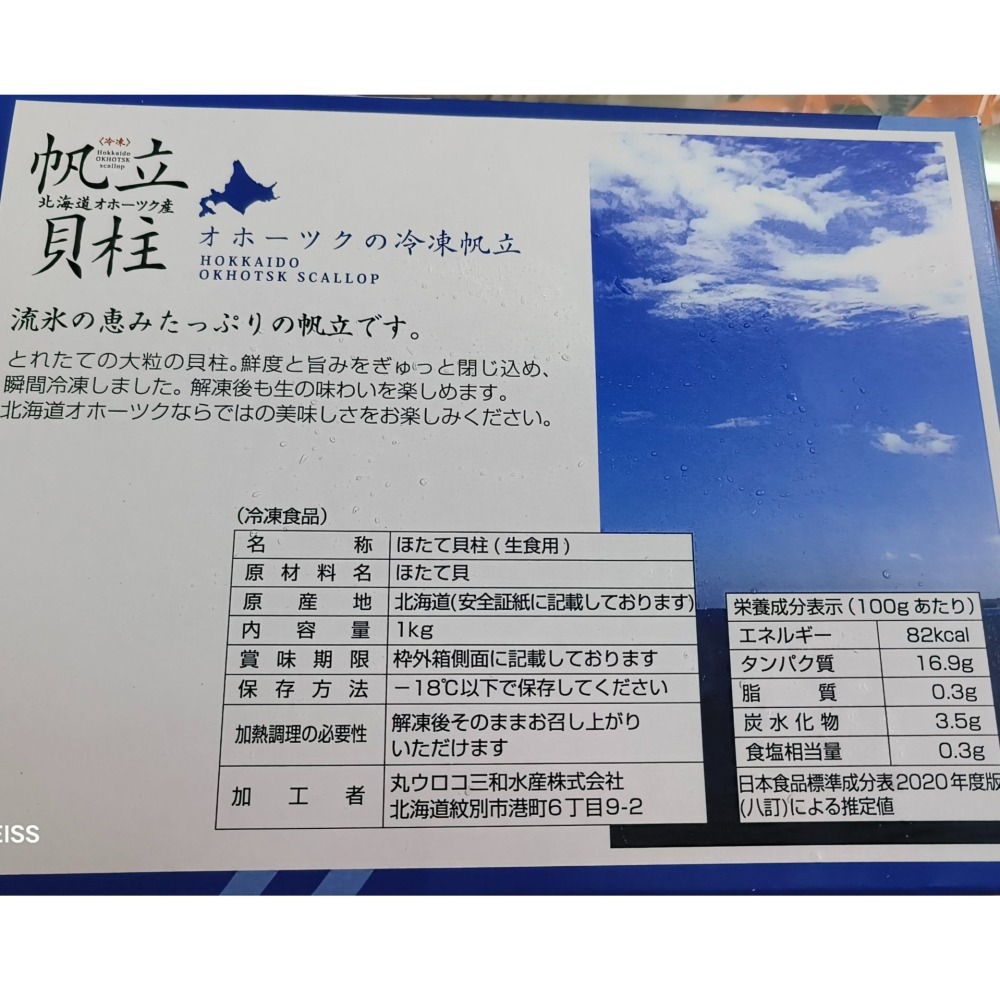 〈冷凍〉
Hokkaido
OKHOTSK
scallop
帆立
北海道オホーツク産
貝柱
オホーツクの冷凍帆立
HOKKAIDO
OKHOTSK SCALLOP
流氷の恵みたっぷりの帆立です。
とれたての大粒の貝柱。鮮度と旨みをぎゅっと閉じ込め、
瞬間冷凍しました。解凍後も生の味わいを楽しめます。
北海道オホーツクならではの美味しさをお楽しみください。
(冷凍食品)
名称 ほたて貝柱(生食用)
原材料名 ほたて貝
原産地 北海道(安全証紙に記載しております)
内容量 1kg
賞味期限 枠外箱側面に記載しております
保存方法 −18℃以下で保存してください
加熱調理の必要性 解凍後そのままお召し上がり
いただけます
加工者 丸ウロコ三和水産株式会社
北海道紋別市港町6丁目9-2
栄養成分表示(100gあたり)
エネルギー 82kcal
タンパク質 16.9g
脂質 0.3g
炭水化物 3.5g
食塩相当量 0.3g
日本食品標準成分表2020年度版
(八訂)による推定値
EISS